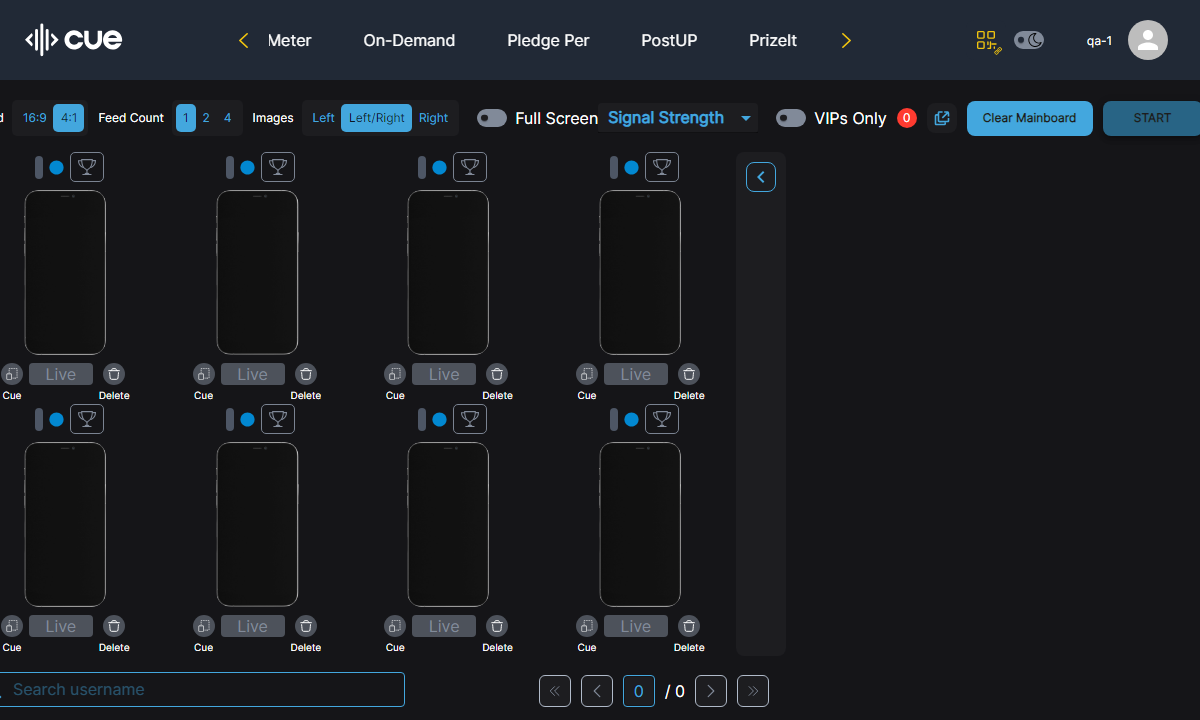 cue
Meter
On-Demand
Pledge Per
PostUP
PrizeIt
qa-1
16:9
4:1
Feed Count
1
2
4
Images
Left
Left/Right
Right
Full Screen
Signal Strength
VIPs Only
0
Clear Mainboard
START
Live
Live
Live
Live
Cue
Delete
Cue
Delete
Cue
Delete
Cue
Delete
Live
Live
Live
Live
Cue
Delete
Cue
Delete
Cue
Delete
Cue
Delete
Search username
0
/ 0